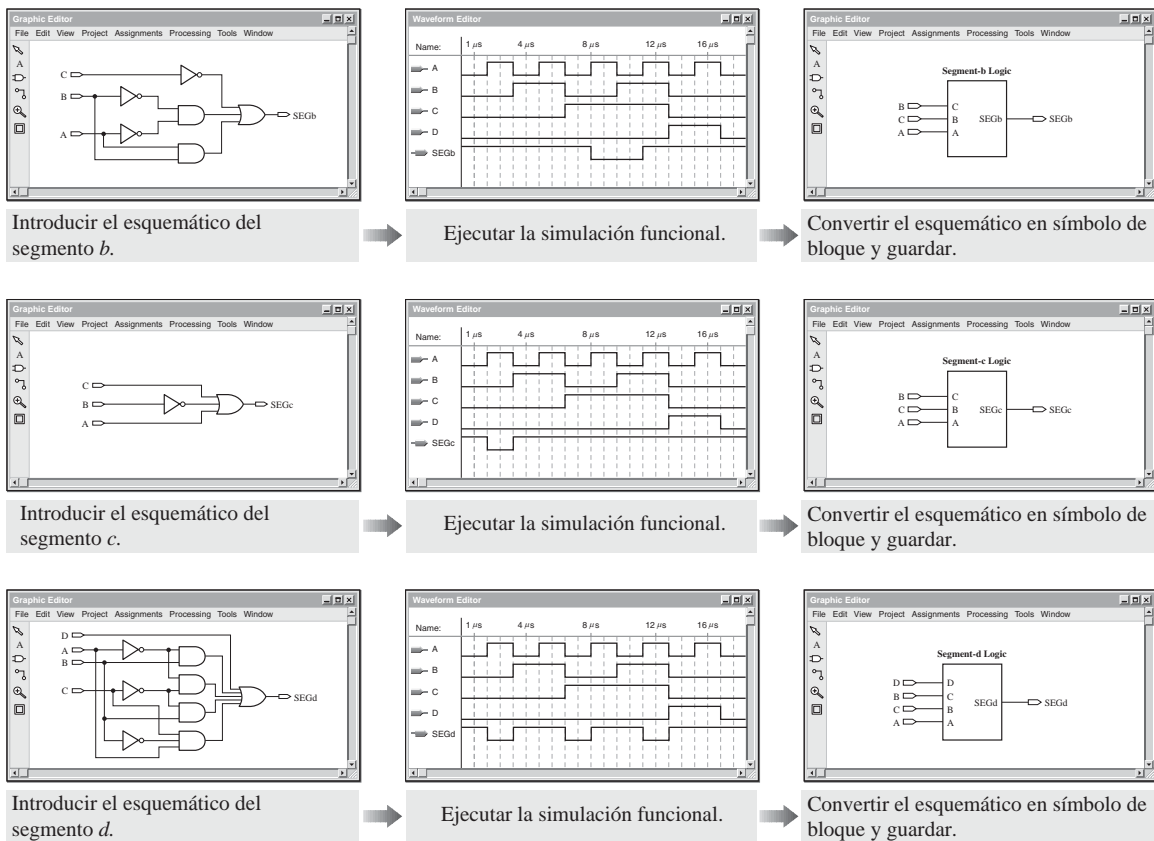 Graphic Editor
File Edit View Project Assignments Processing Tools Window
A
C
B
A
SEGb
Waveform Editor
Name: 1 μs 4 μs 8 μs 12 μs 16 μs
A
B
C
D
SEGb
Graphic Editor
File Edit View Project Assignments Processing Tools Window
A
Segment-b Logic
B C
C B SEGb SEGb
A A
Introducir el esquemático del
segmento b.
Ejecutar la simulación funcional.
Convertir el esquemático en símbolo de
bloque y guardar.
Graphic Editor
File Edit View Project Assignments Processing Tools Window
A
C
B SEGc
A
Waveform Editor
Name: 1 μs 4 μs 8 μs 12 μs 16 μs
A
B
C
D
SEGc
Graphic Editor
File Edit View Project Assignments Processing Tools Window
A
Segment-c Logic
B C
C B SEGc SEGc
A A
Introducir el esquemático del
segmento c.
Ejecutar la simulación funcional.
Convertir el esquemático en símbolo de
bloque y guardar.
Graphic Editor
File Edit View Project Assignments Processing Tools Window
A
D
A
B
C SEGd
Waveform Editor
Name: 1 μs 4 μs 8 μs 12 μs 16 μs
A
B
C
D
SEGd
Graphic Editor
File Edit View Project Assignments Processing Tools Window
A
Segment-d Logic
D D
B C SEGd SEGd
C B
A A
Introducir el esquemático del
segmento d.
Ejecutar la simulación funcional.
Convertir el esquemático en símbolo de
bloque y guardar.